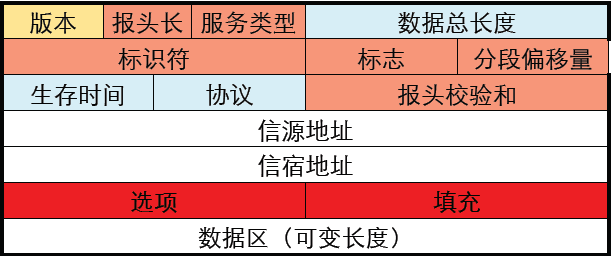 版本 报头长 服务类型 数据总长度
标识符 标志 分段偏移量
生存时间 协议 报头校验和
信源地址
信宿地址
选项 填充
数据区（可变长度）